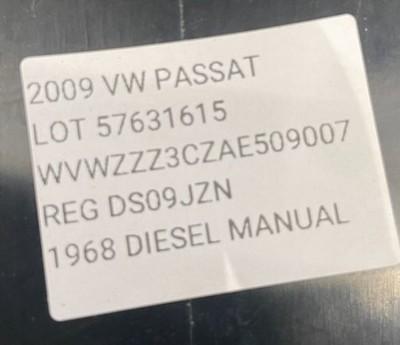 2009 VW PASSAT
LOT 57631615
WVWZZZ3CZAE509007
REG DS09JZN
1968 DIESEL MANUAL